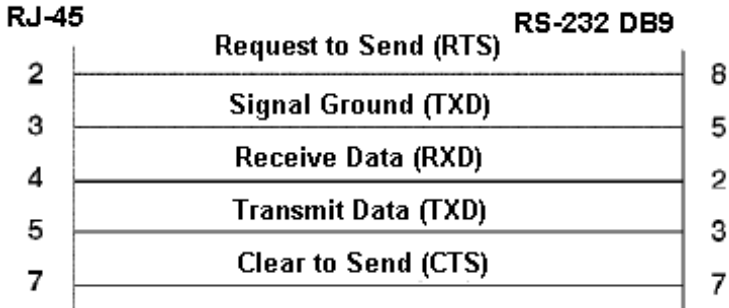 RJ-45 RS-232 DB9
Request to Send (RTS)
2 8
Signal Ground (TXD)
3 5
Receive Data (RXD)
4 2
Transmit Data (TXD)
5 3
Clear to Send (CTS)
7 7